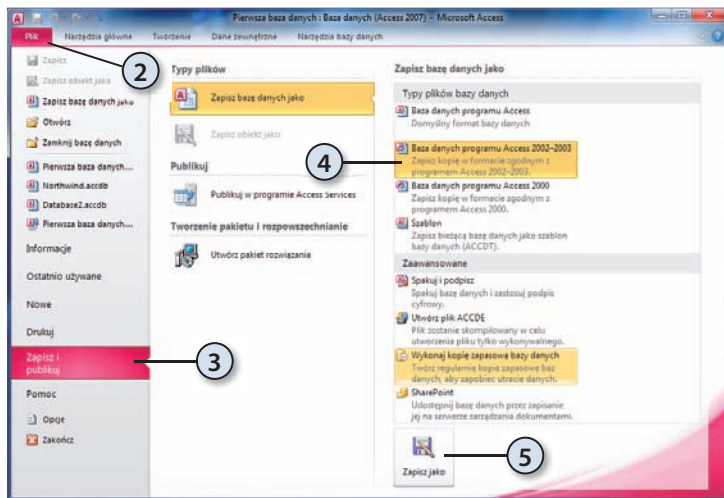 Pierwsza baza danych : Baza danych (Access 2007) - Microsoft Access
Plik Narzędzia główne Tworzenie Dane zewnętrzne Narzędzia bazy danych
2
Zapisz
Zapisz obiekt jako
Zapisz bazę danych jako
Otwórz
Zamknij bazę danych
Pierwsza baza danych....
Northwind.accdb
Database2.accdb
Pierwsza baza danych....
Informacje
Ostatnio używane
Nowe
Drukuj
Zapisz i
publikuj
3
Pomoc
Opcje
Zakończ
Typy plików
Zapisz bazę danych jako
Zapisz obiekt jako
Publikuj
Publikuj w programie Access Services
Tworzenie pakietu i rozpowszechnianie
Utwórz pakiet rozwiązania
Zapisz bazę danych jako
Typy plików bazy danych
Baza danych programu Access
Domyślny format bazy danych
4
Baza danych programu Access 2002-2003
Zapisz kopię w formacie zgodnym z
programem Access 2002-2003.
Baza danych programu Access 2000
Zapisz kopię w formacie zgodnym z
programem Access 2000.
Szablon
Zapisz bieżącą bazę danych jako szablon
bazy danych (ACCDT).
Zaawansowane
Spakuj i podpisz
Spakuj bazę danych i zastosuj podpis
cyfrowy.
Utwórz plik ACCDE
Plik zostanie skompilowany w celu
utworzenia pliku tylko wykonywalnego.
Wykonaj kopię zapasową bazy danych
Twórz regularnie kopie zapasowe baz
danych, aby zapobiec utracie danych.
SharePoint
Udostępnij bazę danych przez zapisanie
jej na serwerze zarządzania dokumentami.
Zapisz jako
5